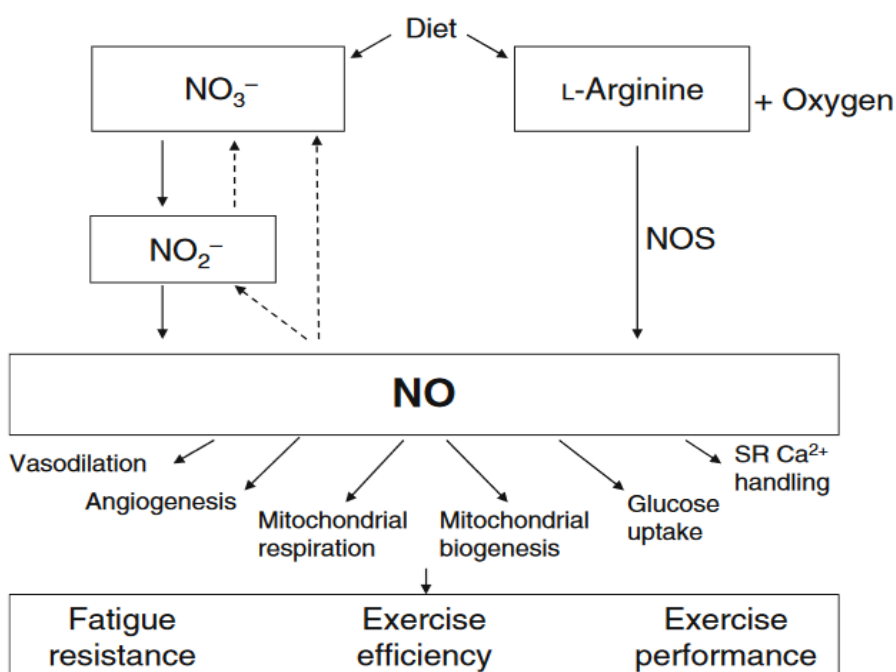 Diet
NO₃⁻
L-Arginine
+ Oxygen
NO₂⁻
NOS
NO
Vasodilation
Angiogenesis
Mitochondrial
respiration
Mitochondrial
biogenesis
Glucose
uptake
SR Ca²⁺
handling
Fatigue
resistance
Exercise
efficiency
Exercise
performance